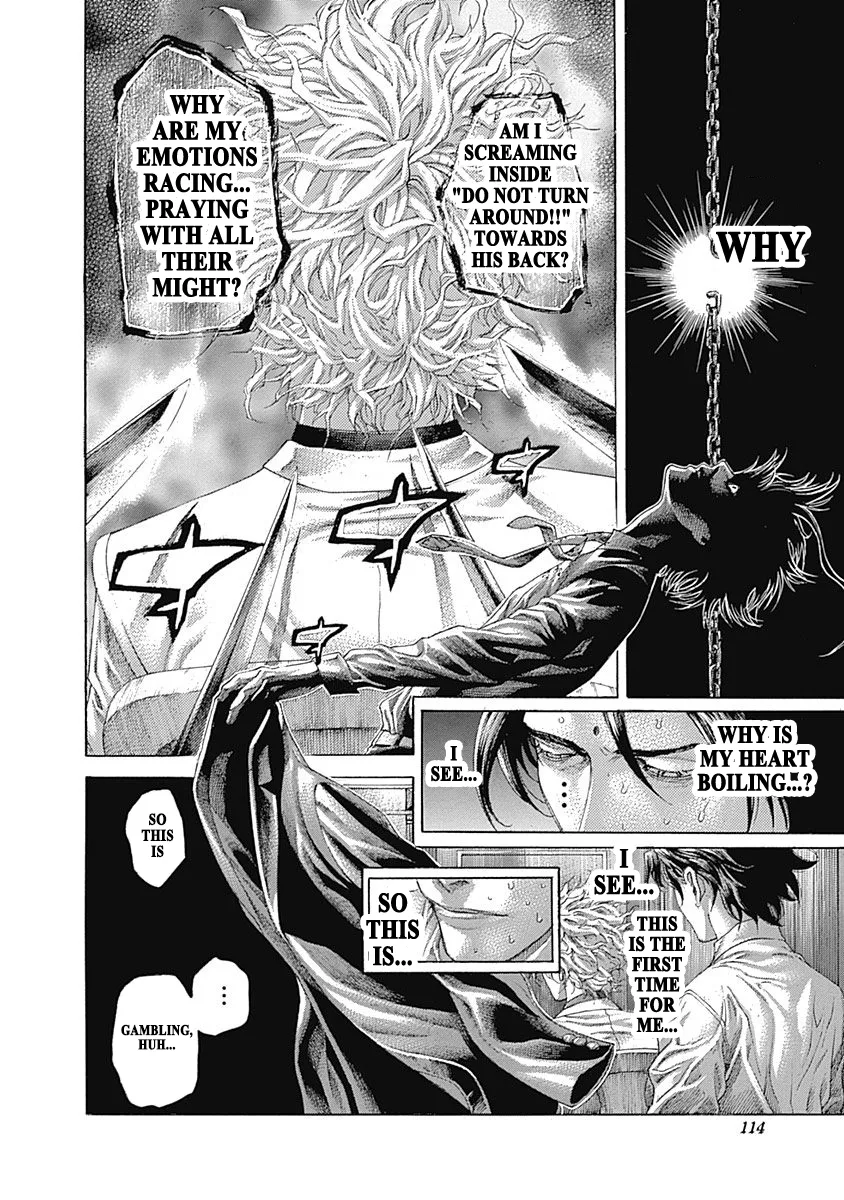 WHY
AM I
SCREAMING
INSIDE
"DO NOT TURN
AROUND!!"
TOWARDS
HIS BACK?
WHY
ARE MY
EMOTIONS
RACING...
PRAYING
WITH ALL
THEIR
MIGHT?
WHY IS
MY HEART
BOILING...?
...
I
SEE...
I
SEE...
THIS
IS THE
FIRST
TIME
FOR
ME...
SO
THIS
IS...
SO
THIS
IS
...
GAMBLING,
HUH...
114